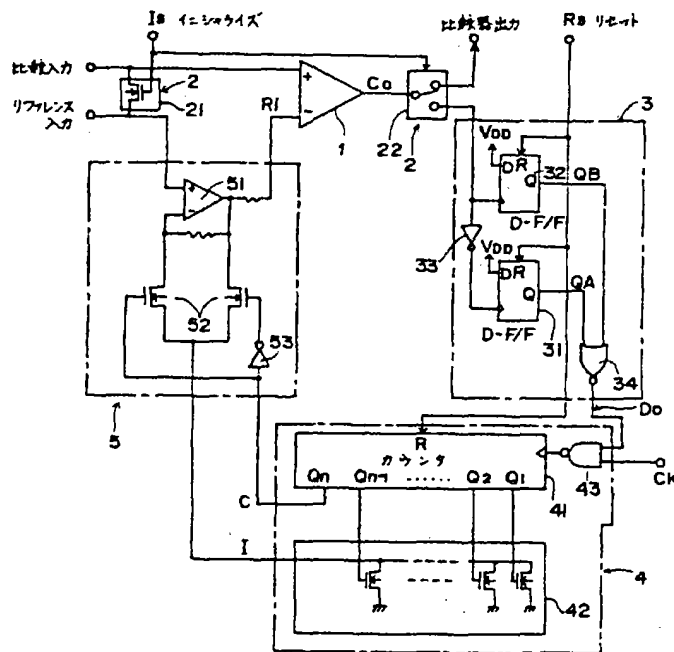 Is イニシャライズ
比較器出力
Rs リセット
比較入力
2
21
リファレンス
入力
R1
+
-
1
Co
22
2
3
VDD
D R
Q
32
QB
D-F/F
33
VDD
D R
Q
QA
D-F/F
31
34
Do
+
-
51
52
53
5
R
カウンタ
Qn
Qn-1
......
Q2
Q1
41
43
CK
C
I
4
42